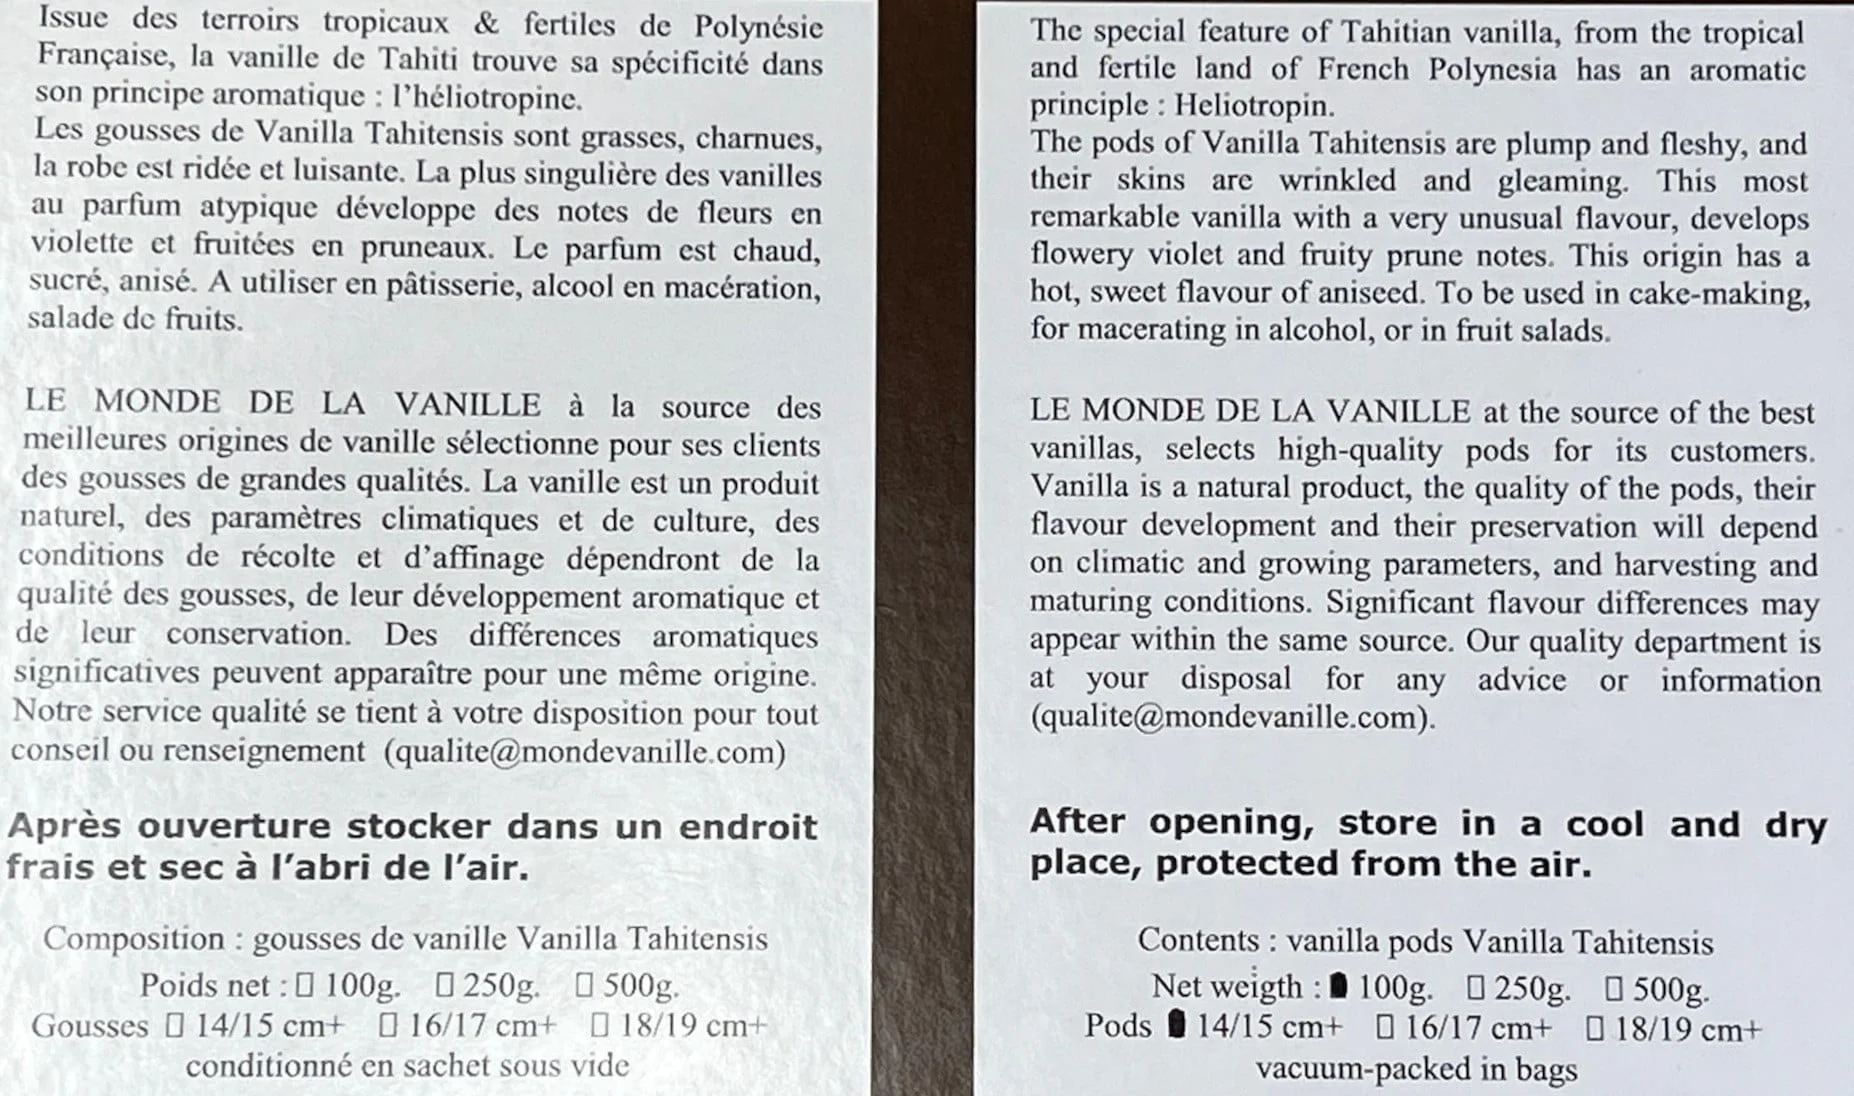 Issue des terroirs tropicaux & fertiles de Polynésie
Française, la vanille de Tahiti trouve sa spécificité dans
son principe aromatique : l'héliotropine.
Les gousses de Vanilla Tahitensis sont grasses, charnues,
la robe est ridée et luisante. La plus singulière des vanilles
au parfum atypique développe des notes de fleurs en
violette et fruitées en pruneaux. Le parfum est chaud,
sucré, anisé. A utiliser en pâtisserie, alcool en macération,
salade de fruits.
LE MONDE DE LA VANILLE à la source des
meilleures origines de vanille sélectionne pour ses clients
des gousses de grandes qualités. La vanille est un produit
naturel, des paramètres climatiques et de culture, des
conditions de récolte et d'affinage dépendront de la
qualité des gousses, de leur développement aromatique et
de leur conservation. Des différences aromatiques
significatives peuvent apparaître pour une même origine.
Notre service qualité se tient à votre disposition pour tout
conseil ou renseignement (qualite@mondevanille.com)
Après ouverture stocker dans un endroit
frais et sec à l'abri de l'air.
Composition : gousses de vanille Vanilla Tahitensis
Poids net : ▯ 100g. ▯ 250g. ▯ 500g.
Gousses ▯ 14/15 cm+ ▯ 16/17 cm+ ▯ 18/19 cm+
conditionné en sachet sous vide
The special feature of Tahitian vanilla, from the tropical
and fertile land of French Polynesia has an aromatic
principle : Heliotropin.
The pods of Vanilla Tahitensis are plump and fleshy, and
their skins are wrinkled and gleaming. This most
remarkable vanilla with a very unusual flavour, develops
flowery violet and fruity prune notes. This origin has a
hot, sweet flavour of aniseed. To be used in cake-making,
for macerating in alcohol, or in fruit salads.
LE MONDE DE LA VANILLE at the source of the best
vanillas, selects high-quality pods for its customers.
Vanilla is a natural product, the quality of the pods, their
flavour development and their preservation will depend
on climatic and growing parameters, and harvesting and
maturing conditions. Significant flavour differences may
appear within the same source. Our quality department is
at your disposal for any advice or information
(qualite@mondevanille.com).
After opening, store in a cool and dry
place, protected from the air.
Contents : vanilla pods Vanilla Tahitensis
Net weigth : ▮ 100g. ▯ 250g. ▯ 500g.
Pods ▮ 14/15 cm+ ▯ 16/17 cm+ ▯ 18/19 cm+
vacuum-packed in bags